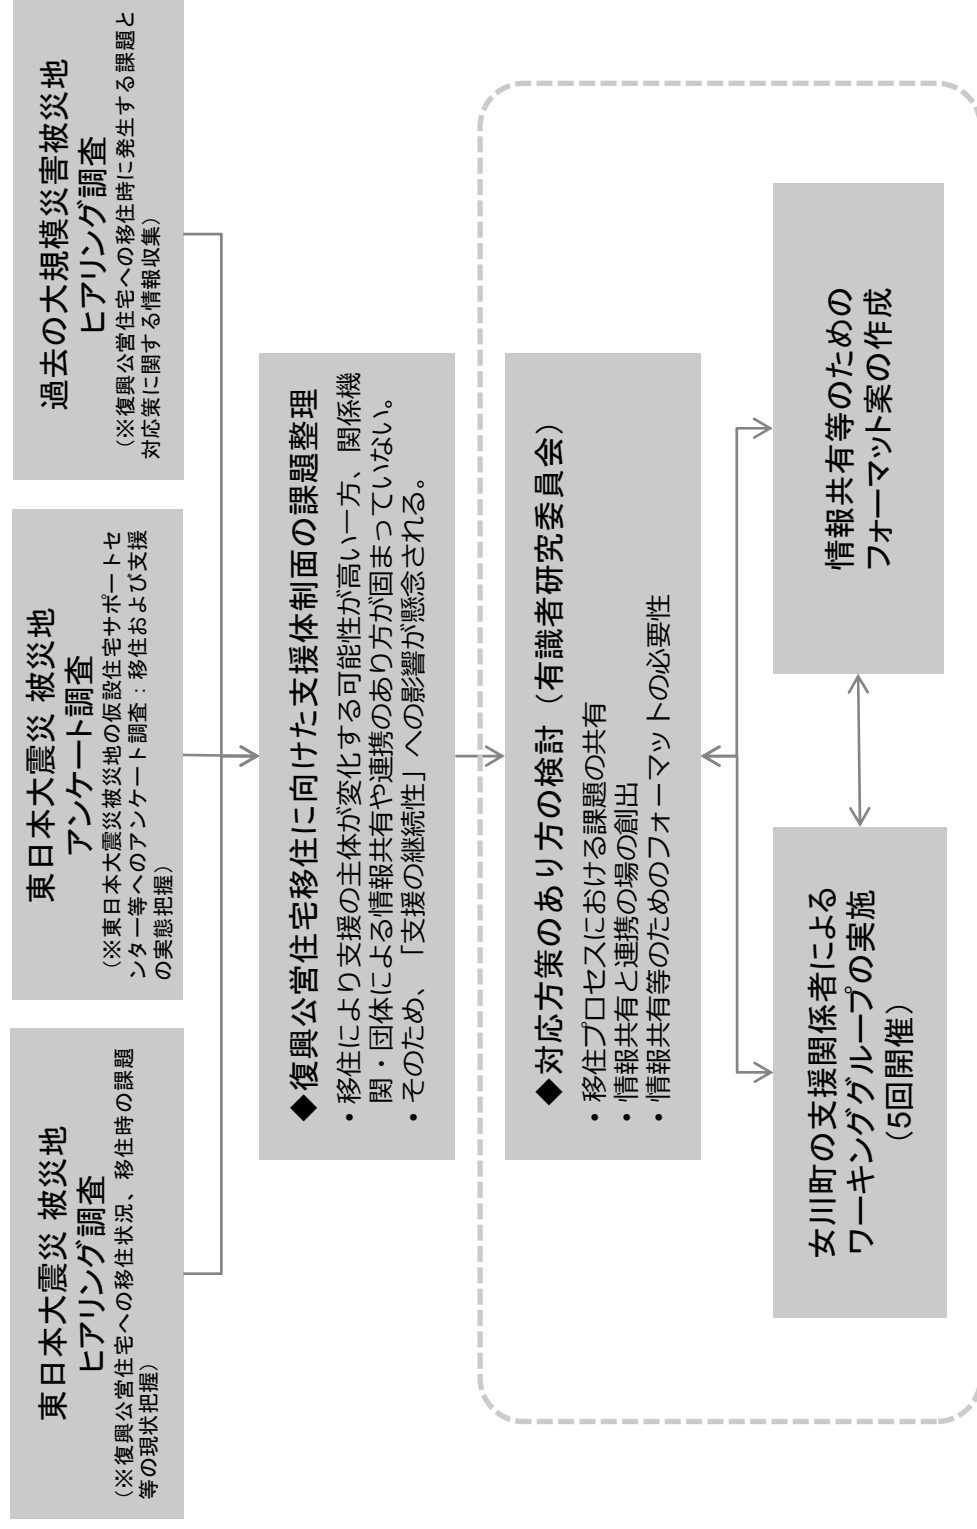 東日本大震災 被災地
ヒアリング調査
（※復興公営住宅への移住状況、移住時の課題
等の現状把握）
東日本大震災 被災地
アンケート調査
（※東日本大震災被災地の仮設住宅サポートセ
ンター等へのアンケート調査：移住および支援
の実態把握）
過去の大規模災害被災地
ヒアリング調査
（※復興公営住宅への移住時に発生する課題と
対応策に関する情報収集）
◆復興公営住宅移住に向けた支援体制面の課題整理
・移住により支援の主体が変化する可能性が高い一方、関係機
関・団体による情報共有や連携のあり方が固まっていない。
・そのため、「支援の継続性」への影響が懸念される。
◆対応方策のあり方の検討（有識者研究委員会）
・移住プロセスにおける課題の共有
・情報共有と連携の場の創出
・情報共有等のためのフォーマットの必要性
女川町の支援関係者による
ワーキンググループの実施
（5回開催）
情報共有等のための
フォーマット案の作成